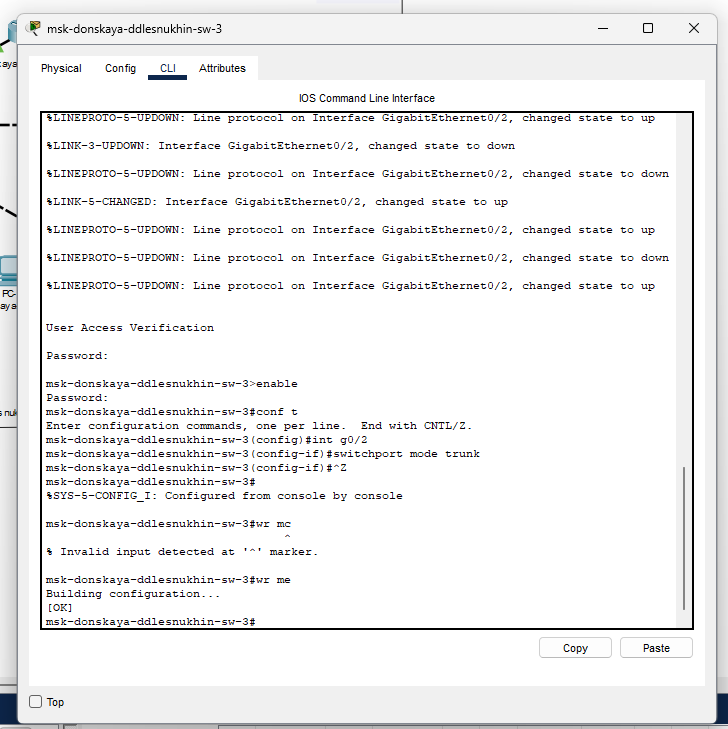 msk-donskaya-ddlesnukhin-sw-3
Physical Config CLI Attributes
IOS Command Line Interface
%LINEPROTO-5-UPDOWN: Line protocol on Interface GigabitEthernet0/2, changed state to up
%LINK-3-UPDOWN: Interface GigabitEthernet0/2, changed state to down
%LINEPROTO-5-UPDOWN: Line protocol on Interface GigabitEthernet0/2, changed state to down
%LINK-5-CHANGED: Interface GigabitEthernet0/2, changed state to up
%LINEPROTO-5-UPDOWN: Line protocol on Interface GigabitEthernet0/2, changed state to up
%LINEPROTO-5-UPDOWN: Line protocol on Interface GigabitEthernet0/2, changed state to down
%LINEPROTO-5-UPDOWN: Line protocol on Interface GigabitEthernet0/2, changed state to up
User Access Verification
Password:
msk-donskaya-ddlesnukhin-sw-3>enable
Password:
msk-donskaya-ddlesnukhin-sw-3#conf t
Enter configuration commands, one per line.  End with CNTL/Z.
msk-donskaya-ddlesnukhin-sw-3(config)#int g0/2
msk-donskaya-ddlesnukhin-sw-3(config-if)#switchport mode trunk
msk-donskaya-ddlesnukhin-sw-3(config-if)#^Z
msk-donskaya-ddlesnukhin-sw-3#
%SYS-5-CONFIG_I: Configured from console by console
msk-donskaya-ddlesnukhin-sw-3#wr mc
^
% Invalid input detected at '^' marker.
msk-donskaya-ddlesnukhin-sw-3#wr me
Building configuration...
[OK]
msk-donskaya-ddlesnukhin-sw-3#
Copy Paste
Top
PC-